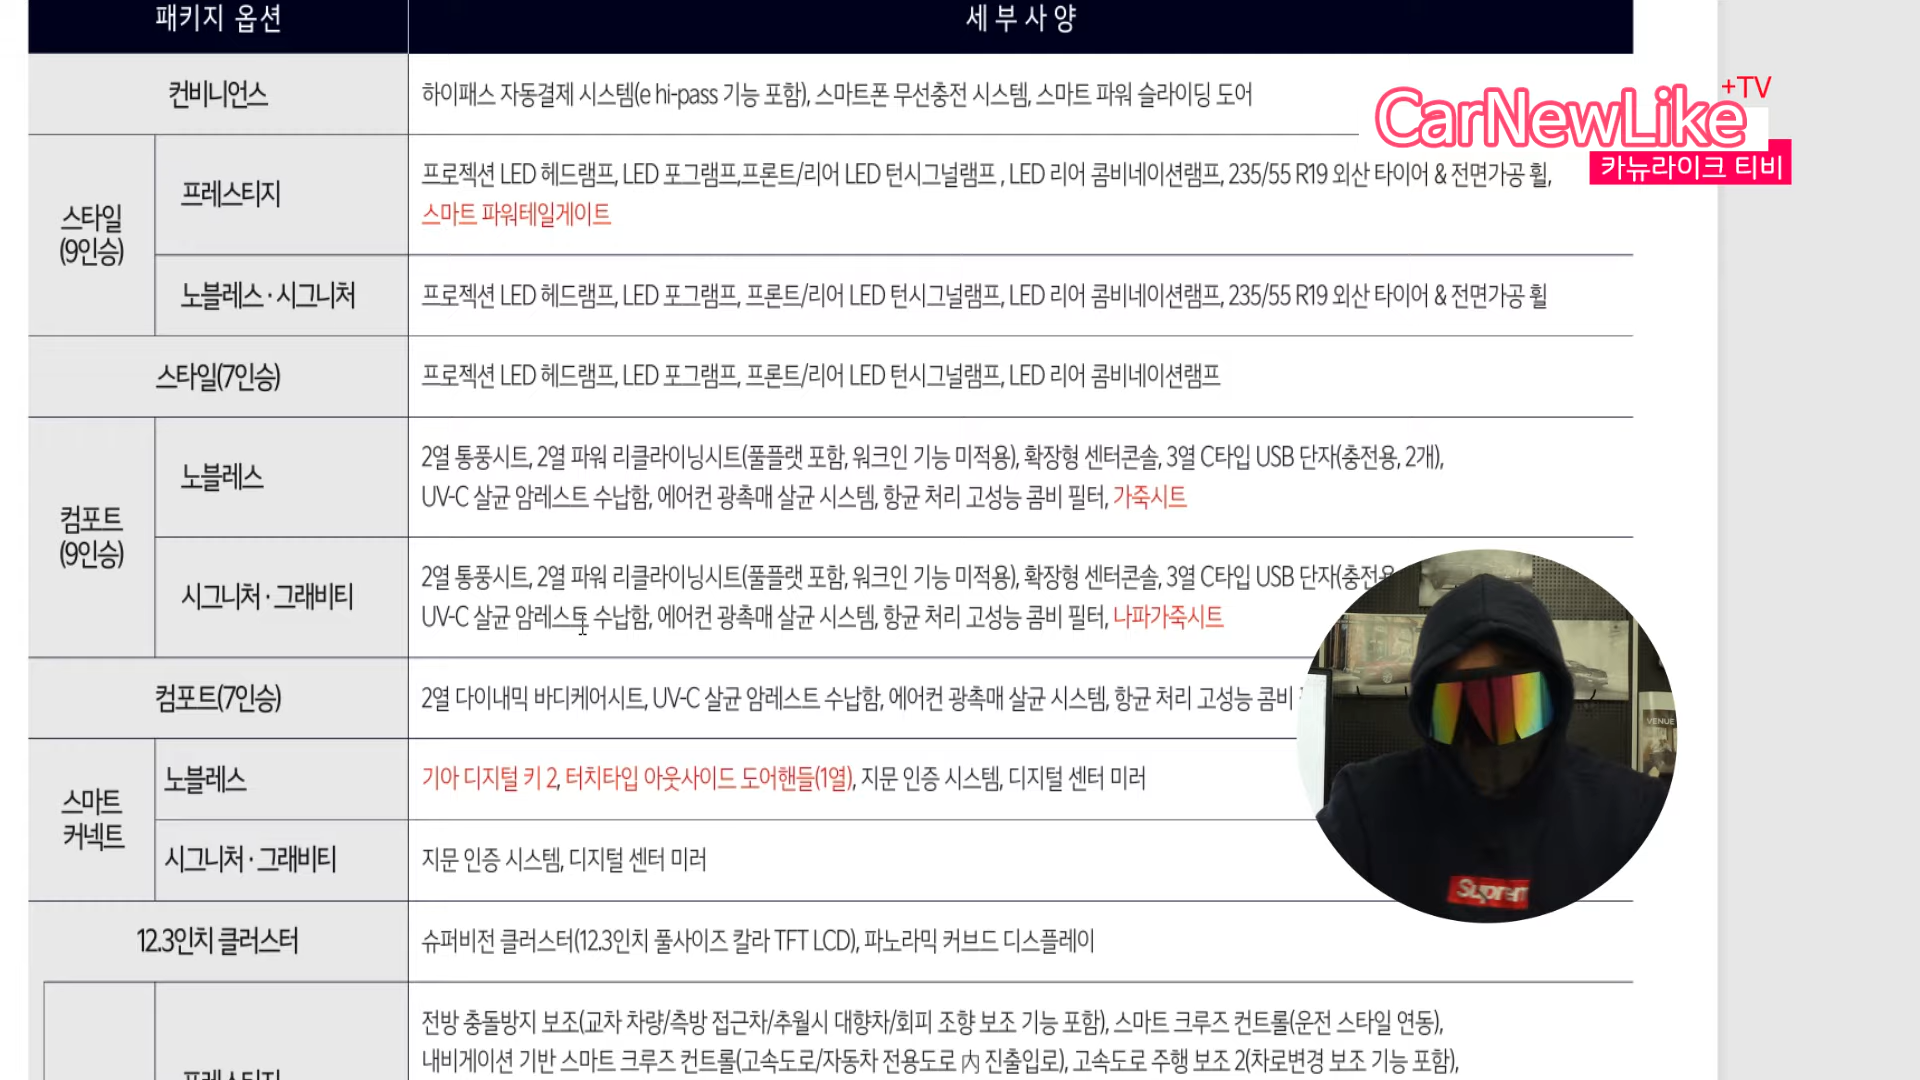 패키지 옵션
세부사양
컨비니언스
하이패스 자동결제 시스템(e hi-pass 기능 포함), 스마트폰 무선충전 시스템, 스마트 파워 슬라이딩 도어
+TV
CarNewLike
카뉴라이크 티비
스타일
(9인승)
프레스티지
프로젝션 LED 헤드램프, LED 포그램프,프론트/리어 LED 턴시그널램프 , LED 리어 콤비네이션램프, 235/55 R19 외산 타이어 & 전면가공 휠,
스마트 파워테일게이트
노블레스 · 시그니처
프로젝션 LED 헤드램프, LED 포그램프, 프론트/리어 LED 턴시그널램프, LED 리어 콤비네이션램프, 235/55 R19 외산 타이어 & 전면가공 휠
스타일(7인승)
프로젝션 LED 헤드램프, LED 포그램프, 프론트/리어 LED 턴시그널램프, LED 리어 콤비네이션램프
컴포트
(9인승)
노블레스
2열 통풍시트, 2열 파워 리클라이닝시트(풀플랫 포함, 워크인 기능 미적용), 확장형 센터콘솔, 3열 C타입 USB 단자(충전용, 2개),
UV-C 살균 암레스트 수납함, 에어컨 광촉매 살균 시스템, 항균 처리 고성능 콤비 필터, 가죽시트
시그니처 · 그래비티
2열 통풍시트, 2열 파워 리클라이닝시트(풀플랫 포함, 워크인 기능 미적용), 확장형 센터콘솔, 3열 C타입 USB 단자(충전용
UV-C 살균 암레스트 수납함, 에어컨 광촉매 살균 시스템, 항균 처리 고성능 콤비 필터, 나파가죽시트
컴포트(7인승)
2열 다이내믹 바디케어시트, UV-C 살균 암레스트 수납함, 에어컨 광촉매 살균 시스템, 항균 처리 고성능 콤비
VENUE
스마트
커넥트
노블레스
기아 디지털 키 2, 터치타입 아웃사이드 도어핸들(1열), 지문 인증 시스템, 디지털 센터 미러
시그니처 · 그래비티
지문 인증 시스템, 디지털 센터 미러
Suprem
12.3인치 클러스터
슈퍼비전 클러스터(12.3인치 풀사이즈 칼라 TFT LCD), 파노라믹 커브드 디스플레이
프레스티지
전방 충돌방지 보조(교차 차량/측방 접근차/추월시 대향차/회피 조향 보조 기능 포함), 스마트 크루즈 컨트롤(운전 스타일 연동),
내비게이션 기반 스마트 크루즈 컨트롤(고속도로/자동차 전용도로 內 진출입로), 고속도로 주행 보조 2(차로변경 보조 기능 포함),